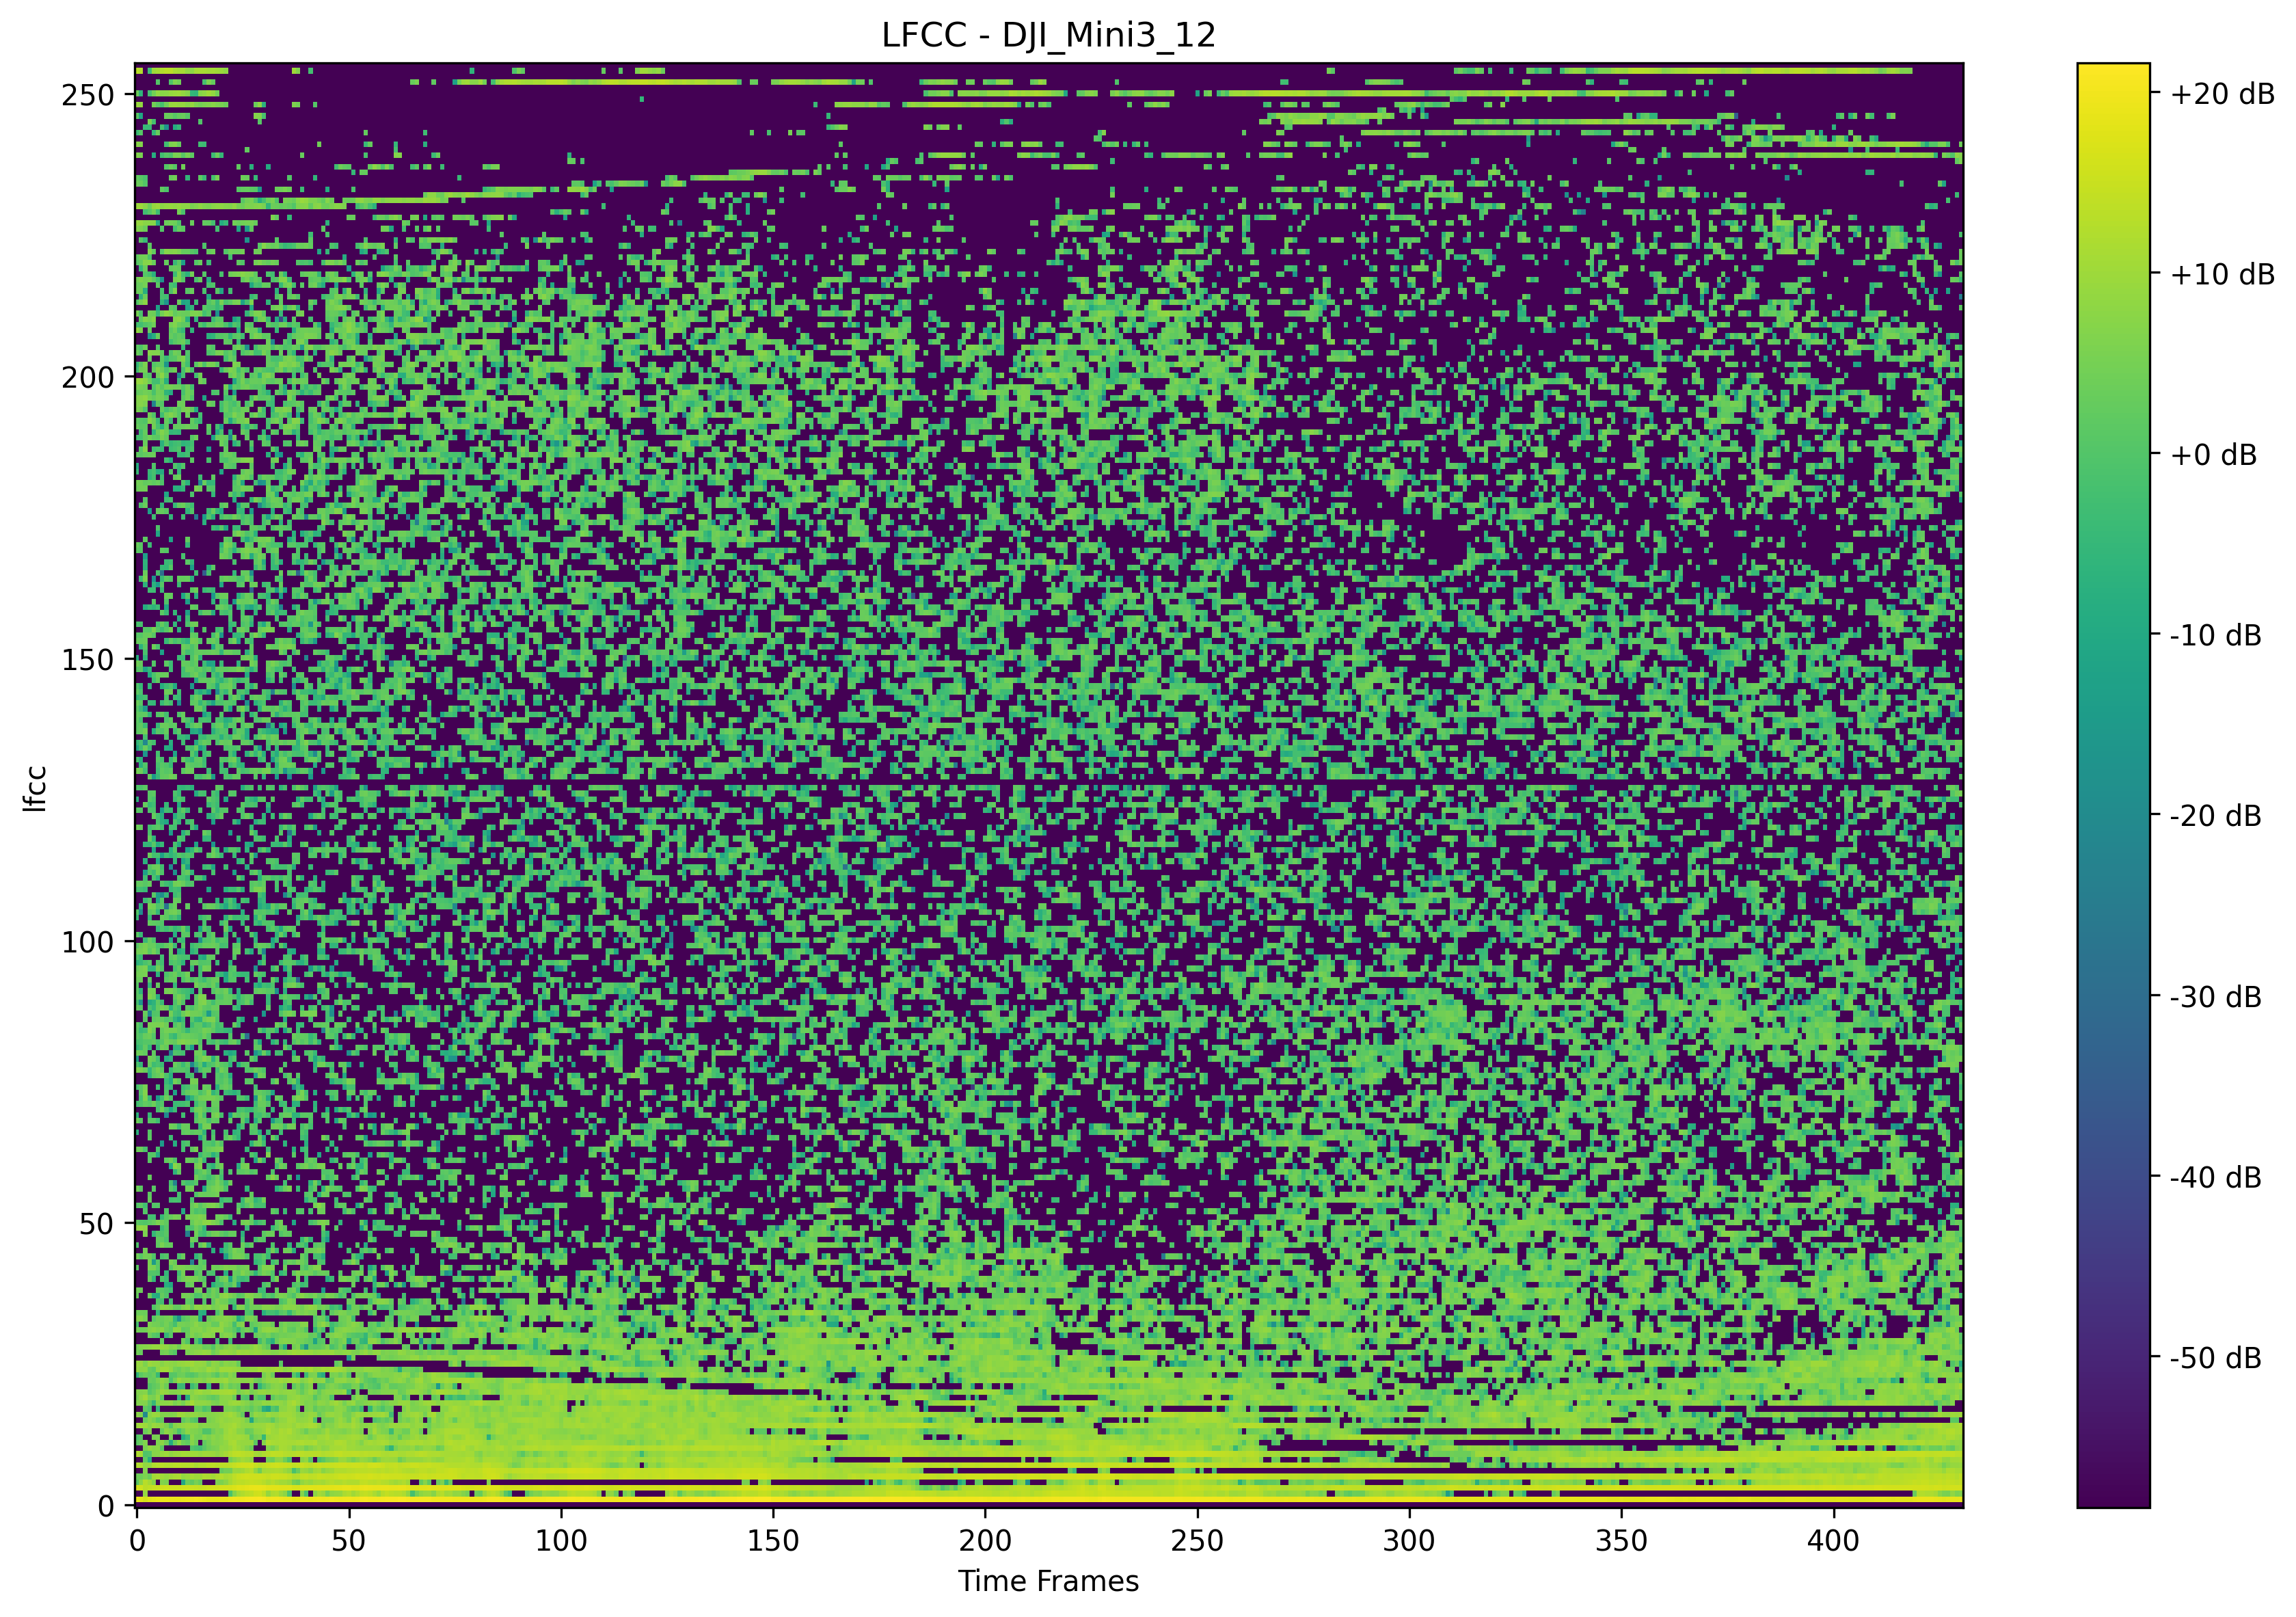 LFCC - DJI_Mini3_12
lfcc
250
200
150
100
50
0
0 50 100 150 200 250 300 350 400
Time Frames
+20 dB
+10 dB
+0 dB
-10 dB
-20 dB
-30 dB
-40 dB
-50 dB